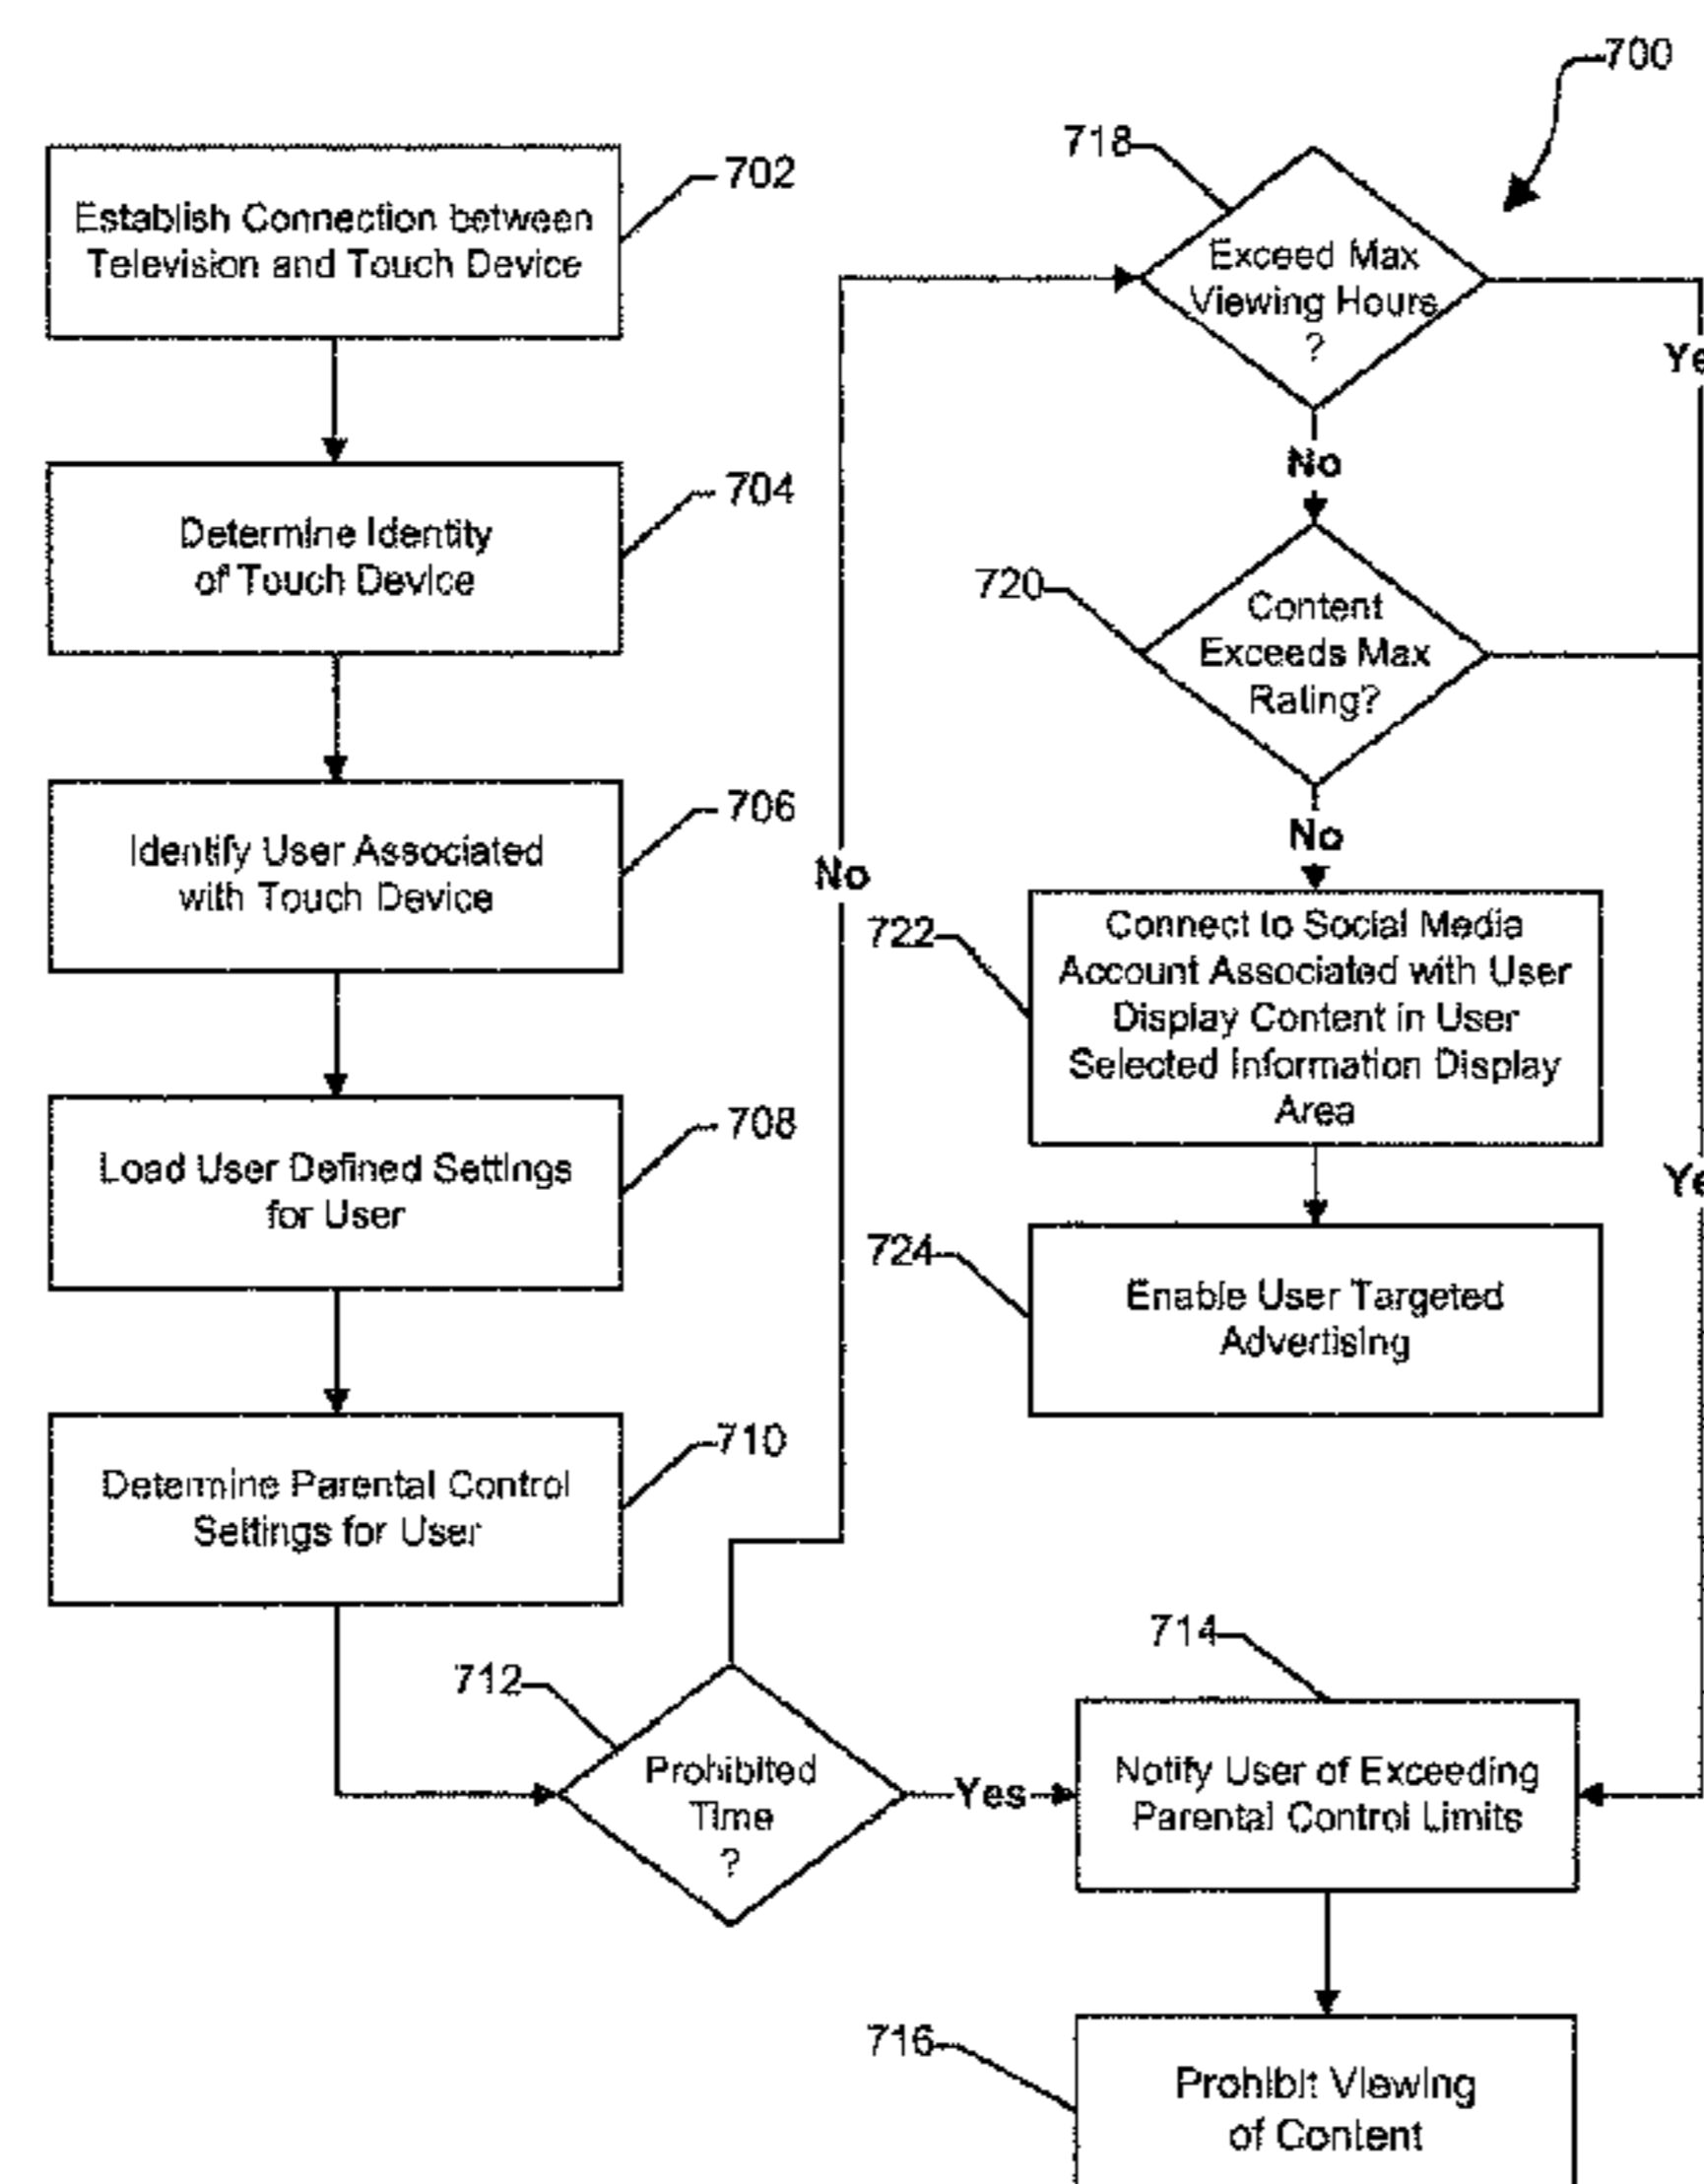 700
702
Establish Connection between
Television and Touch Device
704
Determine Identity
of Touch Device
706
Identify User Associated
with Touch Device
708
Load User Defined Settings
for User
710
Determine Parental Control
Settings for User
712
Prohibited
Time
?
No
Yes
718
Exceed Max
Viewing Hours
?
Ye
No
720
Content
Exceeds Max
Rating?
Ye
No
722
Connect to Social Media
Account Associated with User
Display Content in User
Selected Information Display
Area
724
Enable User Targeted
Advertising
714
Notify User of Exceeding
Parental Control Limits
716
Prohibit Viewing
of Content